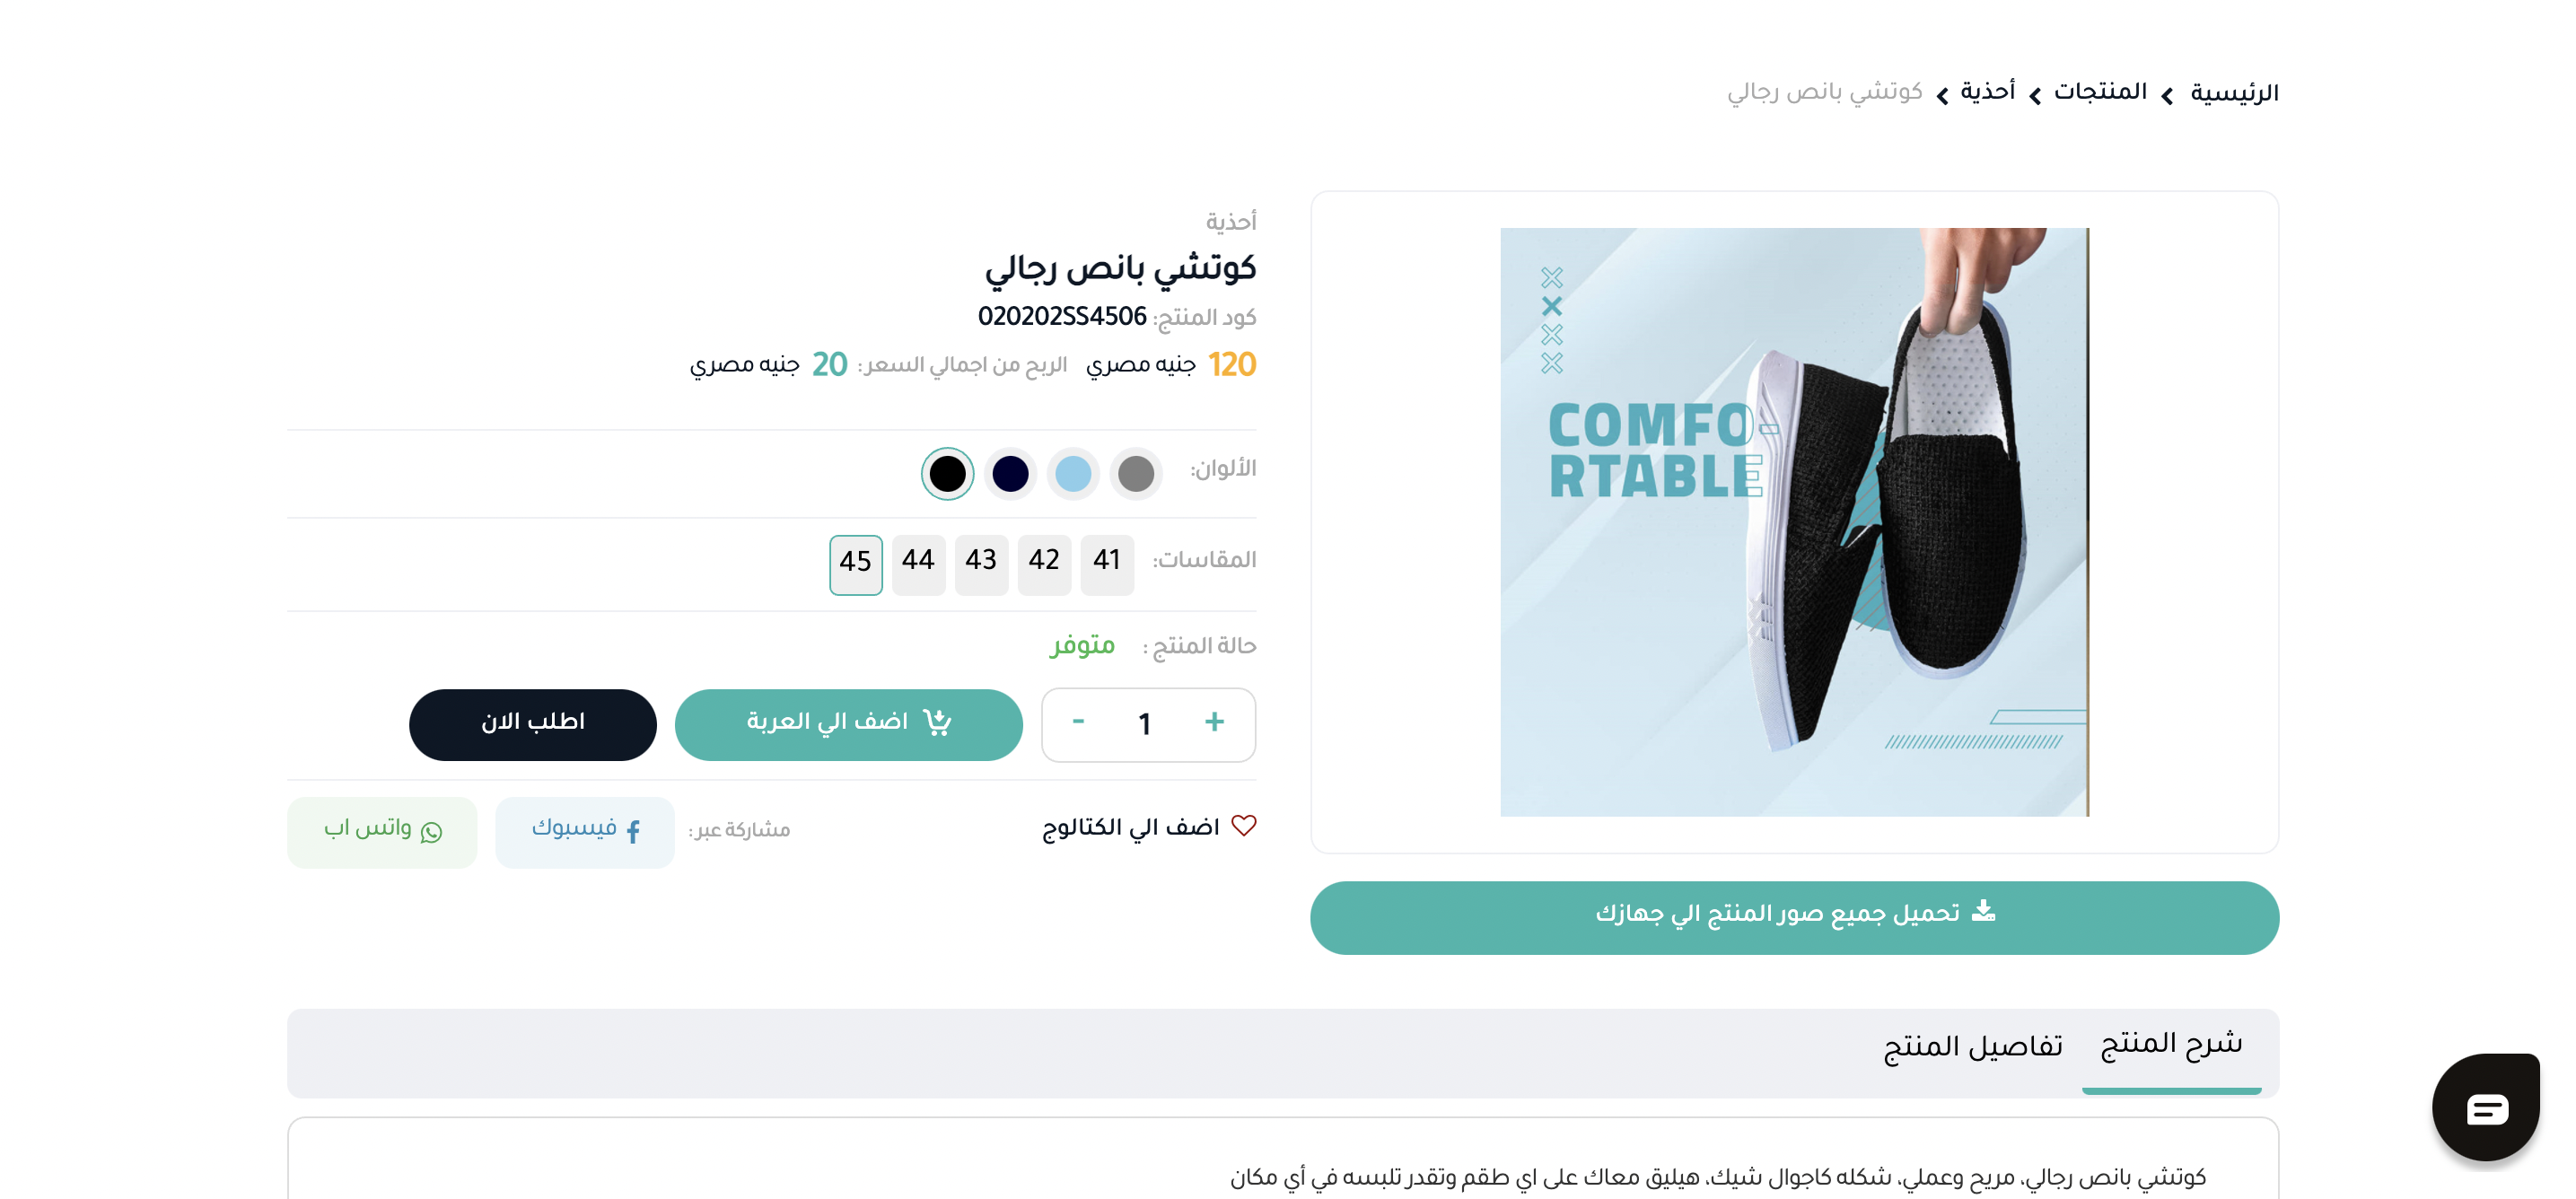 الرئيسية المنتجات أحذية كوتشي بانص رجالي
COMFO-
RTABLE
تحميل جميع صور المنتج الي جهازك
أحذية
كوتشي بانص رجالي
كود المنتج: 020202SS4506
120 جنيه مصري الربح من اجمالي السعر : 20 جنيه مصري
الألوان:
المقاسات: 41 42 43 44 45
حالة المنتج : متوفر
+ 1 - اضف الي العربة اطلب الان
اضف الي الكتالوج مشاركة عبر : فيسبوك واتس اب
شرح المنتج تفاصيل المنتج
كوتشي بانص رجالي، مريح وعملي، شكله كاجوال شيك، هيليق معاك على اي طقم وتقدر تلبسه في أي مكان